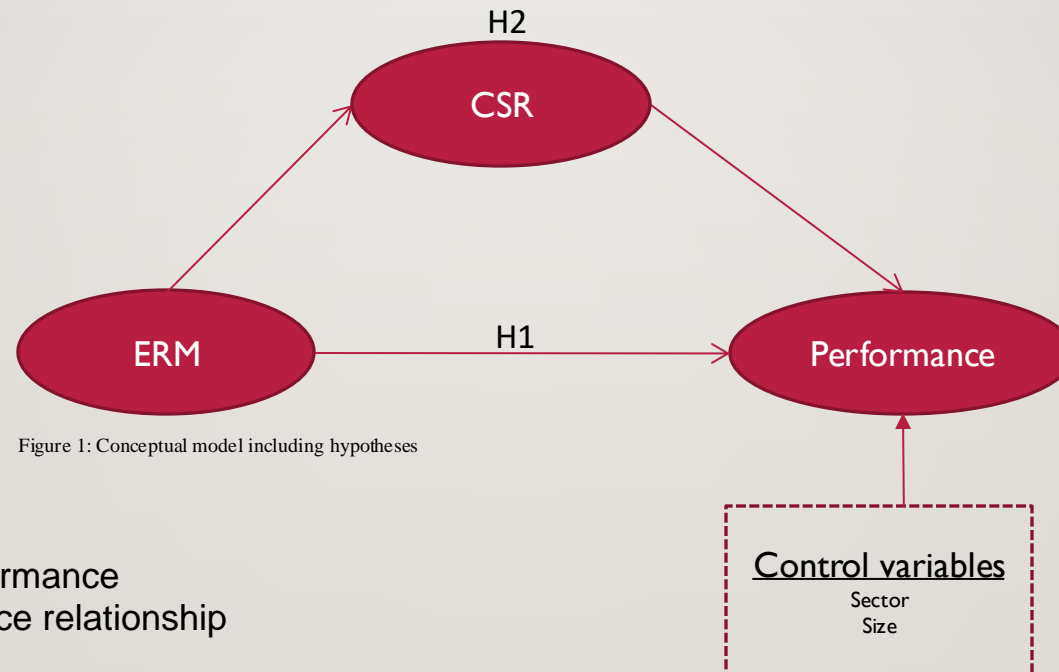 H2
CSR
ERM
H1
Performance
Figure 1: Conceptual model including hypotheses
Control variables
Sector
Size
rmance
ce relationship